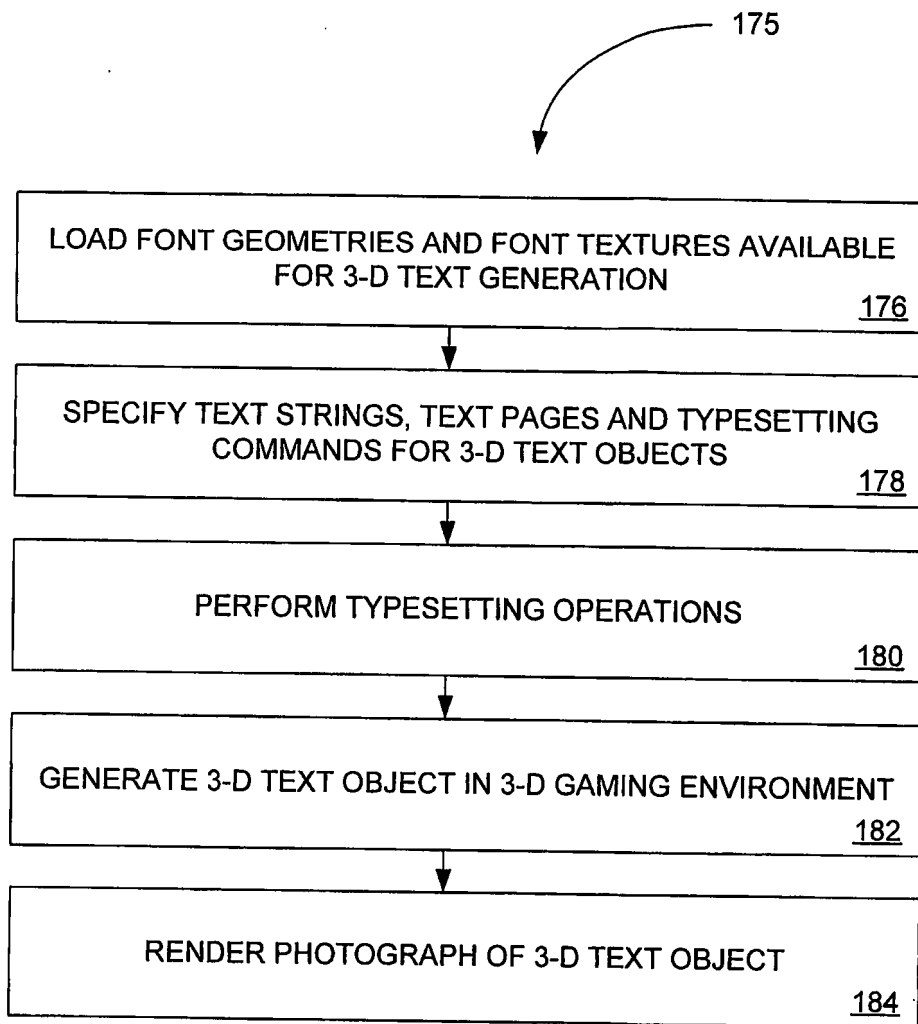 175
LOAD FONT GEOMETRIES AND FONT TEXTURES AVAILABLE
FOR 3-D TEXT GENERATION
176
SPECIFY TEXT STRINGS, TEXT PAGES AND TYPESETTING
COMMANDS FOR 3-D TEXT OBJECTS
178
PERFORM TYPESETTING OPERATIONS
180
GENERATE 3-D TEXT OBJECT IN 3-D GAMING ENVIRONMENT
182
RENDER PHOTOGRAPH OF 3-D TEXT OBJECT
184